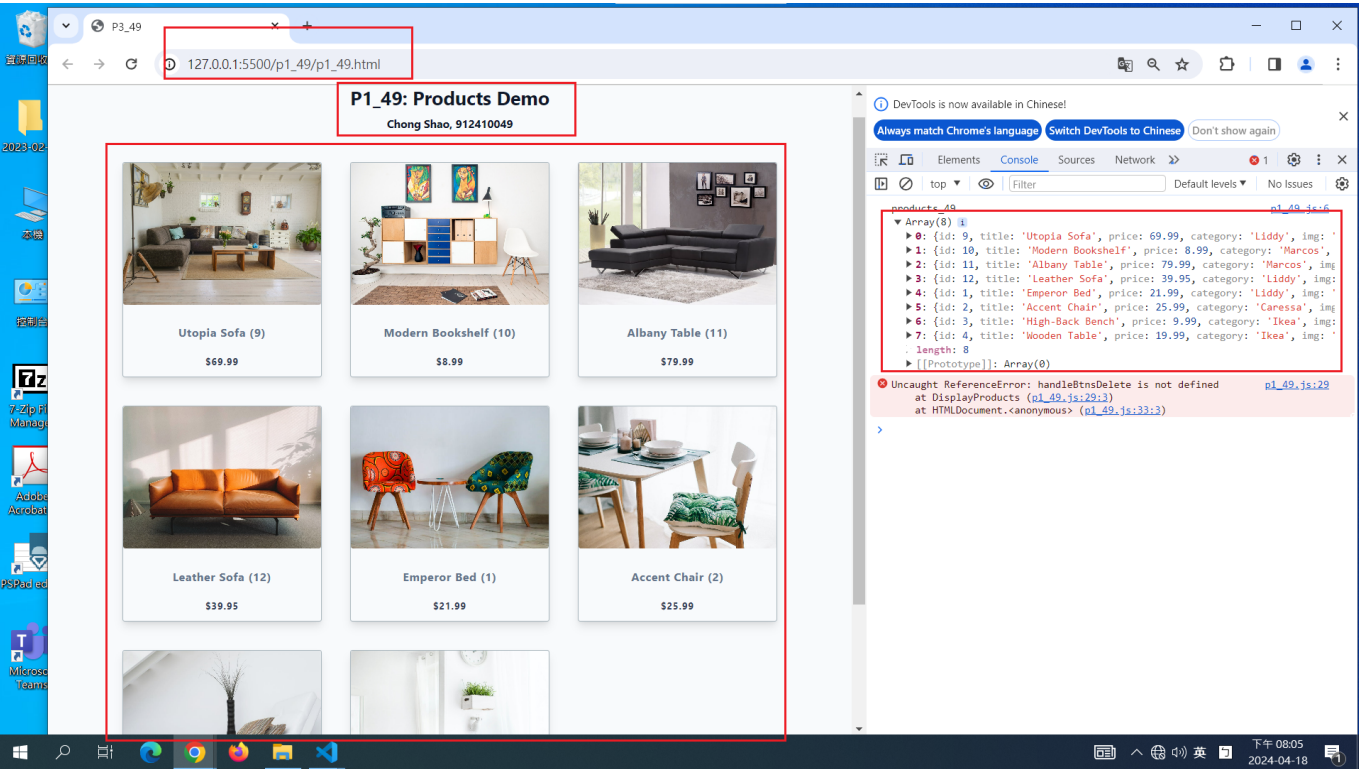 資源回收
2023-02-
本機
控制台
7-Zip Fi
Manage
Adobe
Acrobat
PSPad ed
Microso
Teams
P3_49
127.0.0.1:5500/p1_49/p1_49.html
P1_49: Products Demo
Chong Shao, 912410049
Utopia Sofa (9)
$69.99
Modern Bookshelf (10)
$8.99
Albany Table (11)
$79.99
Leather Sofa (12)
$39.95
Emperor Bed (1)
$21.99
Accent Chair (2)
$25.99
DevTools is now available in Chinese!
Always match Chrome's language Switch DevTools to Chinese Don't show again
Elements Console Sources Network 1
top Filter Default levels No Issues
products_49 p1_49.js:6
Array(8)
0: {id: 9, title: 'Utopia Sofa', price: 69.99, category: 'Liddy', img: '
1: {id: 10, title: 'Modern Bookshelf', price: 8.99, category: 'Marcos',
2: {id: 11, title: 'Albany Table', price: 79.99, category: 'Marcos', img
3: {id: 12, title: 'Leather Sofa', price: 39.95, category: 'Liddy', img:
4: {id: 1, title: 'Emperor Bed', price: 21.99, category: 'Liddy', img: '
5: {id: 2, title: 'Accent Chair', price: 25.99, category: 'Caressa', img:
6: {id: 3, title: 'High-Back Bench', price: 9.99, category: 'Ikea', img:
7: {id: 4, title: 'Wooden Table', price: 19.99, category: 'Ikea', img: '
length: 8
[[Prototype]]: Array(0)
Uncaught ReferenceError: handleBtnsDelete is not defined p1_49.js:29
at DisplayProducts (p1_49.js:29:3)
at HTMLDocument.<anonymous> (p1_49.js:33:3)
英
下午 08:05
2024-04-18
1